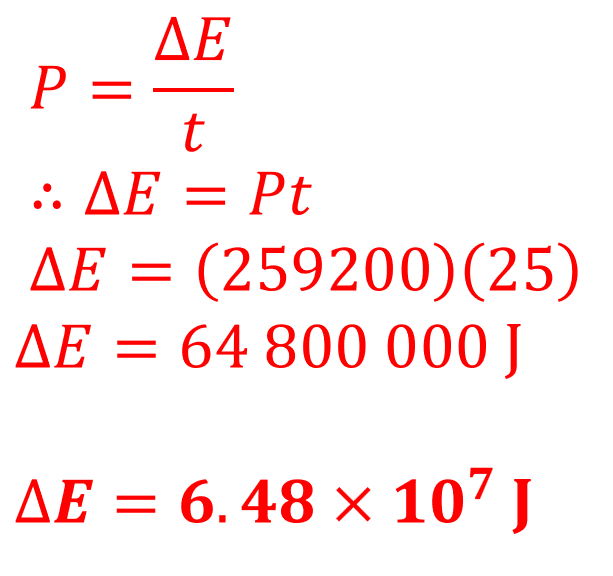 P = ΔE/t
∴ ΔE = Pt
ΔE = (259200)(25)
ΔE = 64 800 000 J
ΔE = 6.48 × 10⁷ J